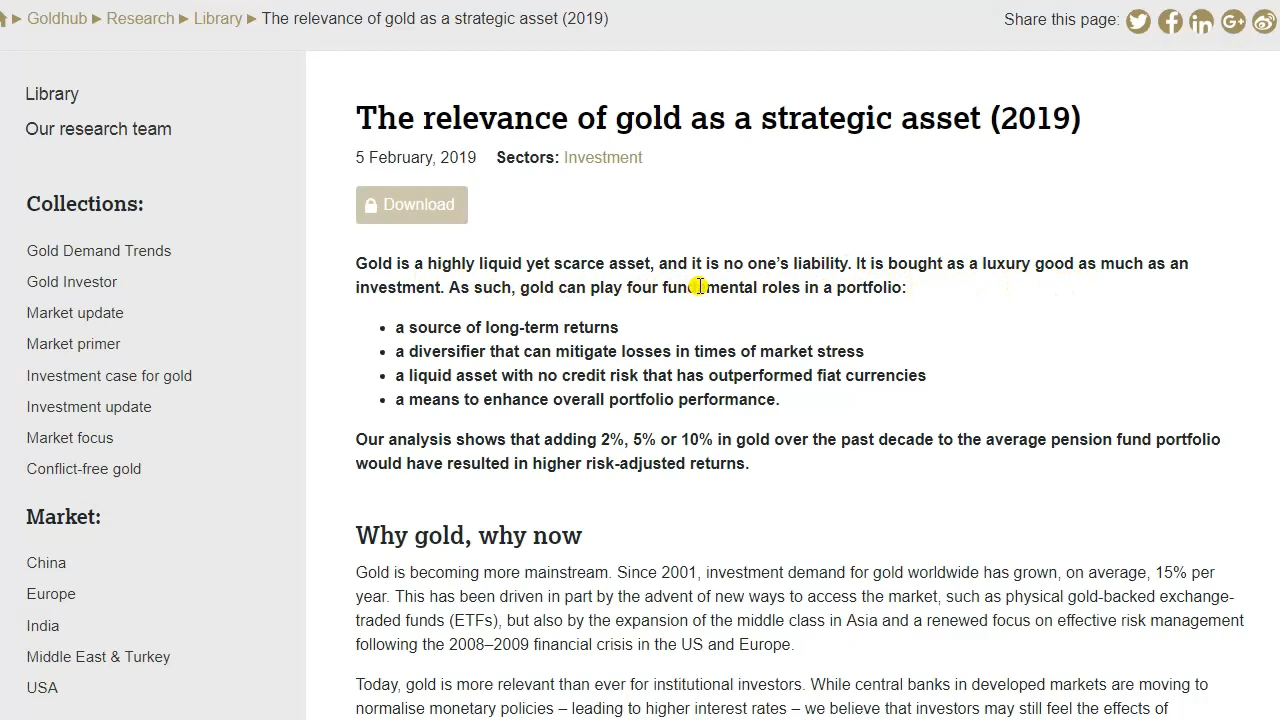 Goldhub ▶ Research ▶ Library ▶ The relevance of gold as a strategic asset (2019)
Share this page:
Library
Our research team
Collections:
Gold Demand Trends
Gold Investor
Market update
Market primer
Investment case for gold
Investment update
Market focus
Conflict-free gold
Market:
China
Europe
India
Middle East & Turkey
USA
The relevance of gold as a strategic asset (2019)
5 February, 2019 Sectors: Investment
Download
Gold is a highly liquid yet scarce asset, and it is no one’s liability. It is bought as a luxury good as much as an
investment. As such, gold can play four fundamental roles in a portfolio:
• a source of long-term returns
• a diversifier that can mitigate losses in times of market stress
• a liquid asset with no credit risk that has outperformed fiat currencies
• a means to enhance overall portfolio performance.
Our analysis shows that adding 2%, 5% or 10% in gold over the past decade to the average pension fund portfolio
would have resulted in higher risk-adjusted returns.
Why gold, why now
Gold is becoming more mainstream. Since 2001, investment demand for gold worldwide has grown, on average, 15% per
year. This has been driven in part by the advent of new ways to access the market, such as physical gold-backed exchange-
traded funds (ETFs), but also by the expansion of the middle class in Asia and a renewed focus on effective risk management
following the 2008–2009 financial crisis in the US and Europe.
Today, gold is more relevant than ever for institutional investors. While central banks in developed markets are moving to
normalise monetary policies – leading to higher interest rates – we believe that investors may still feel the effects of